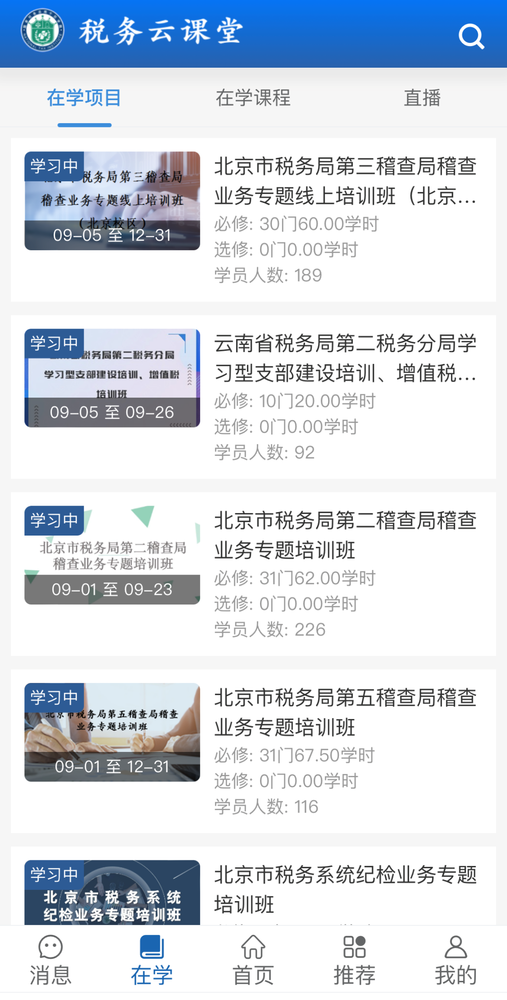 税务云课堂
在学项目
在学课程
直播
学习中
税务局第三稽查局
稽查业务专题线上培训班
(北京校区)
09-05 至 12-31
北京市税务局第三稽查局稽查
业务专题线上培训班（北京...
必修: 30门60.00学时
选修: 0门0.00学时
学员人数: 189
学习中
税务局第二税务分局
学习型支部建设培训、增值税
培训班
09-05 至 09-26
云南省税务局第二税务分局学
习型支部建设培训、增值税...
必修: 10门20.00学时
选修: 0门0.00学时
学员人数: 92
学习中
北京市税务局第二稽查局
稽查业务专题培训班
09-01 至 09-23
北京市税务局第二稽查局稽查
业务专题培训班
必修: 31门62.00学时
选修: 0门0.00学时
学员人数: 226
学习中
北京市税务局第五稽查局稽查
业务专题培训班
09-01 至 12-31
北京市税务局第五稽查局稽查
业务专题培训班
必修: 31门67.50学时
选修: 0门0.00学时
学员人数: 116
学习中
北京市税务系统
纪检业务专题培训班
北京市税务系统纪检业务专题
培训班
消息
在学
首页
推荐
我的